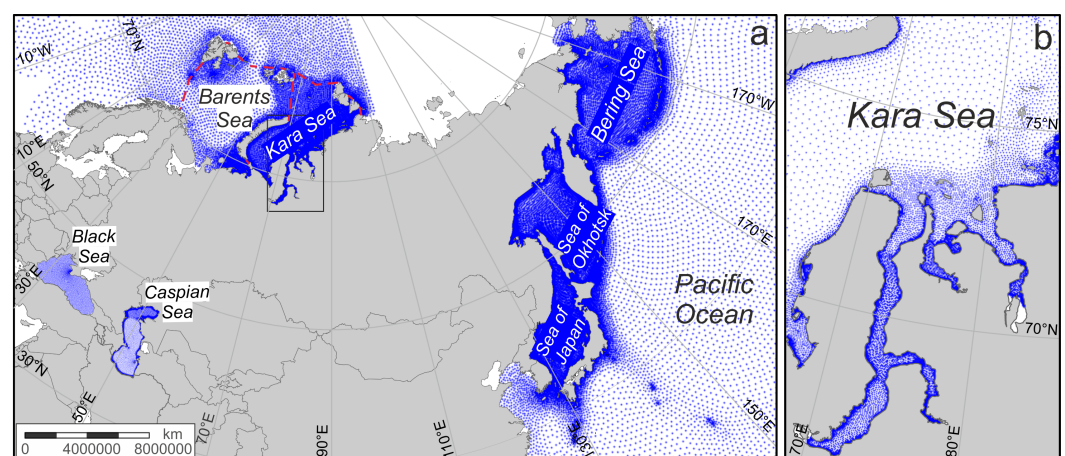 a
70°N
10°W
Barents
Sea
Kara Sea
Bering Sea
170°W
10°E
50°N
Black
Sea
30°E
Caspian
Sea
Sea of
Okhotsk
170°E
Pacific
Ocean
Sea of
Japan
30°N
50°E
70°E
90°E
110°E
130°E
150°E
km
0 4000000 8000000
b
Kara Sea
75°N
70°N
70°E
80°E